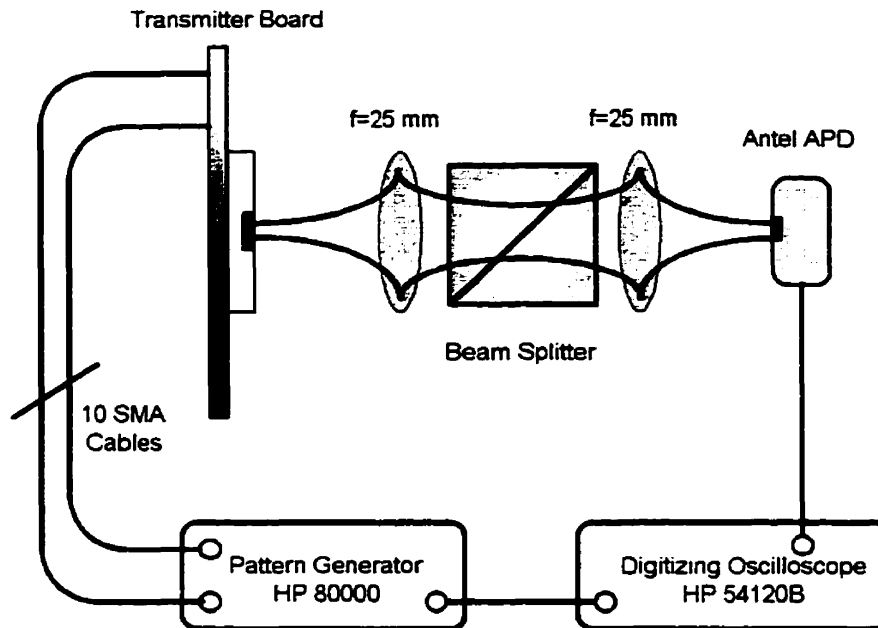 Transmitter Board
f=25 mm
f=25 mm
Antel APD
Beam Splitter
10 SMA
Cables
Pattern Generator
HP 80000
Digitizing Oscilloscope
HP 54120B